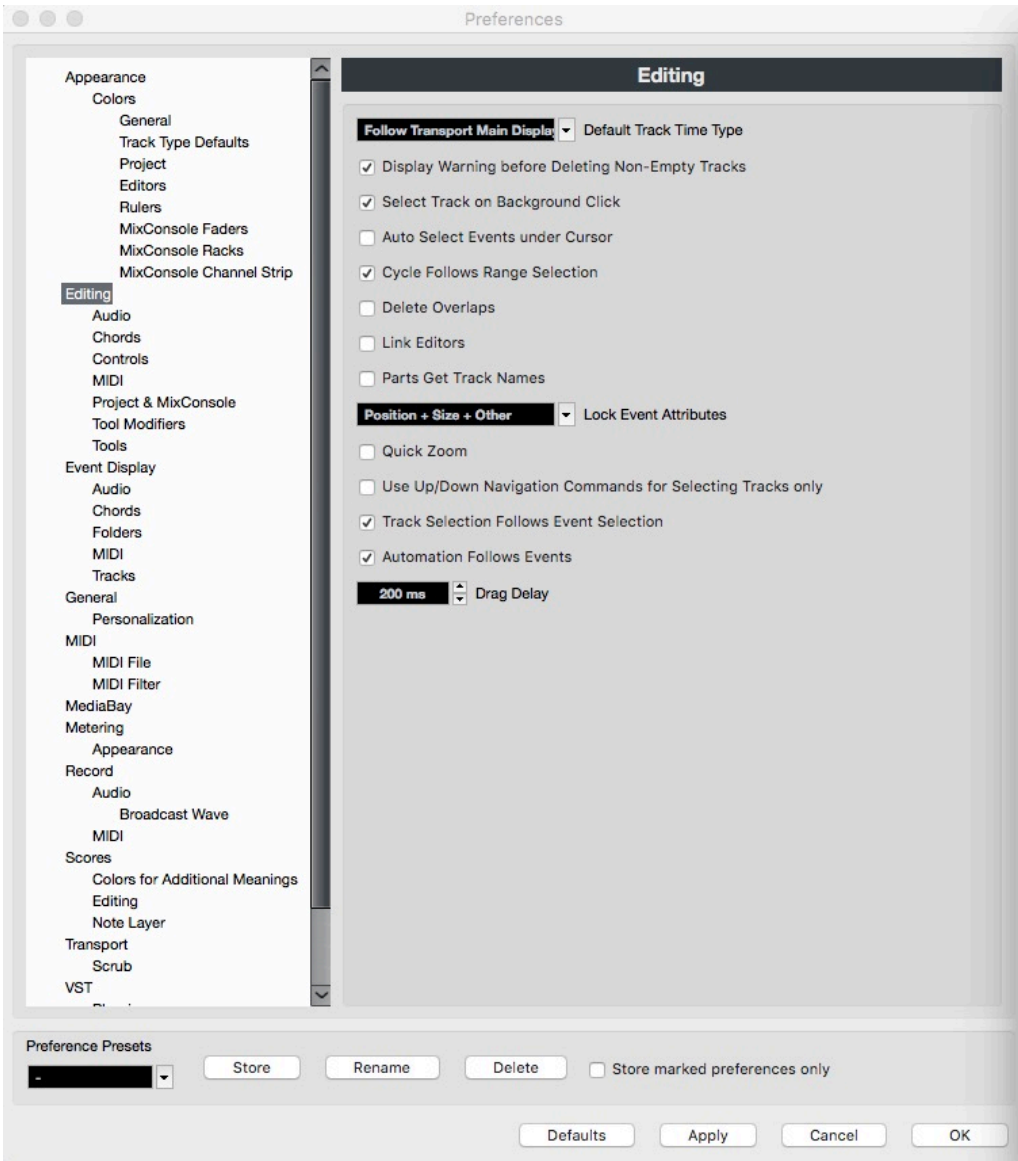 Preferences
Appearance
Colors
General
Track Type Defaults
Project
Editors
Rulers
MixConsole Faders
MixConsole Racks
MixConsole Channel Strip
Editing
Audio
Chords
Controls
MIDI
Project & MixConsole
Tool Modifiers
Tools
Event Display
Audio
Chords
Folders
MIDI
Tracks
General
Personalization
MIDI
MIDI File
MIDI Filter
MediaBay
Metering
Appearance
Record
Audio
Broadcast Wave
MIDI
Scores
Colors for Additional Meanings
Editing
Note Layer
Transport
Scrub
VST
Editing
Follow Transport Main Display Default Track Time Type
Display Warning before Deleting Non-Empty Tracks
Select Track on Background Click
Auto Select Events under Cursor
Cycle Follows Range Selection
Delete Overlaps
Link Editors
Parts Get Track Names
Position + Size + Other Lock Event Attributes
Quick Zoom
Use Up/Down Navigation Commands for Selecting Tracks only
Track Selection Follows Event Selection
Automation Follows Events
200 ms Drag Delay
Preference Presets
- Store Rename Delete Store marked preferences only
Defaults Apply Cancel OK